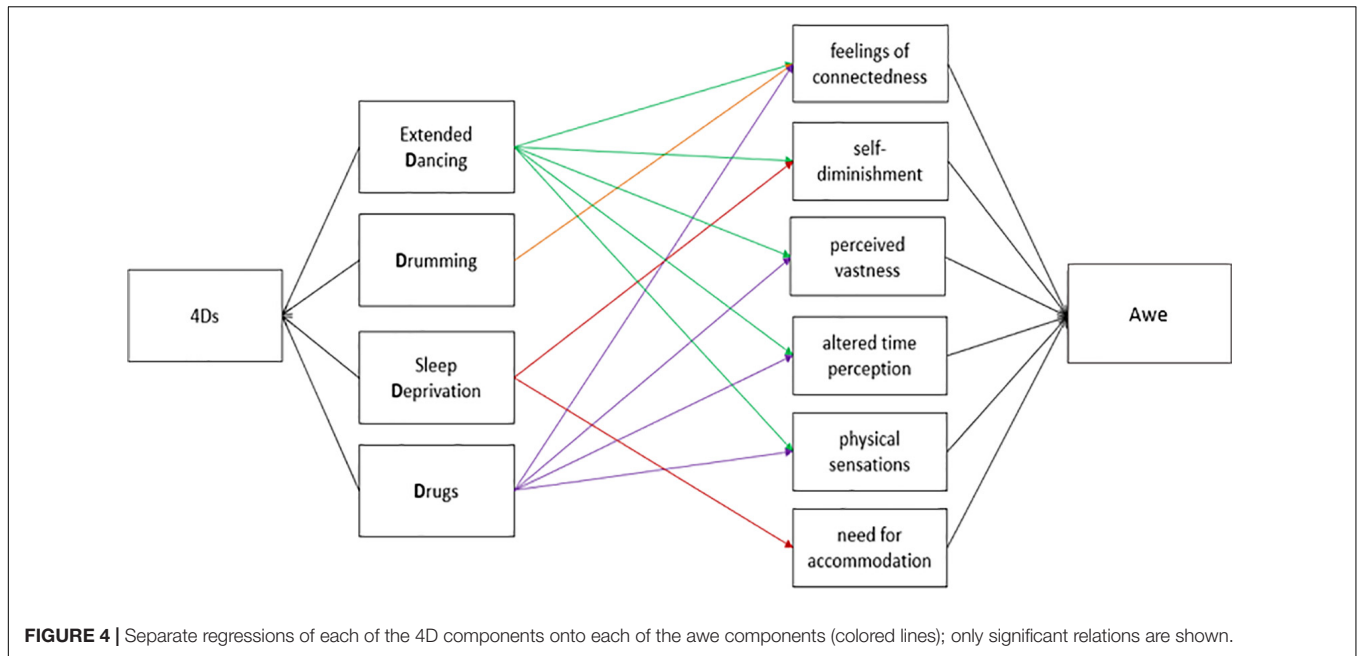 4Ds
Extended
Dancing
Drumming
Sleep
Deprivation
Drugs
feelings of
connectedness
self-
diminishment
perceived
vastness
altered time
perception
physical
sensations
need for
accommodation
Awe
FIGURE 4 | Separate regressions of each of the 4D components onto each of the awe components (colored lines); only significant relations are shown.